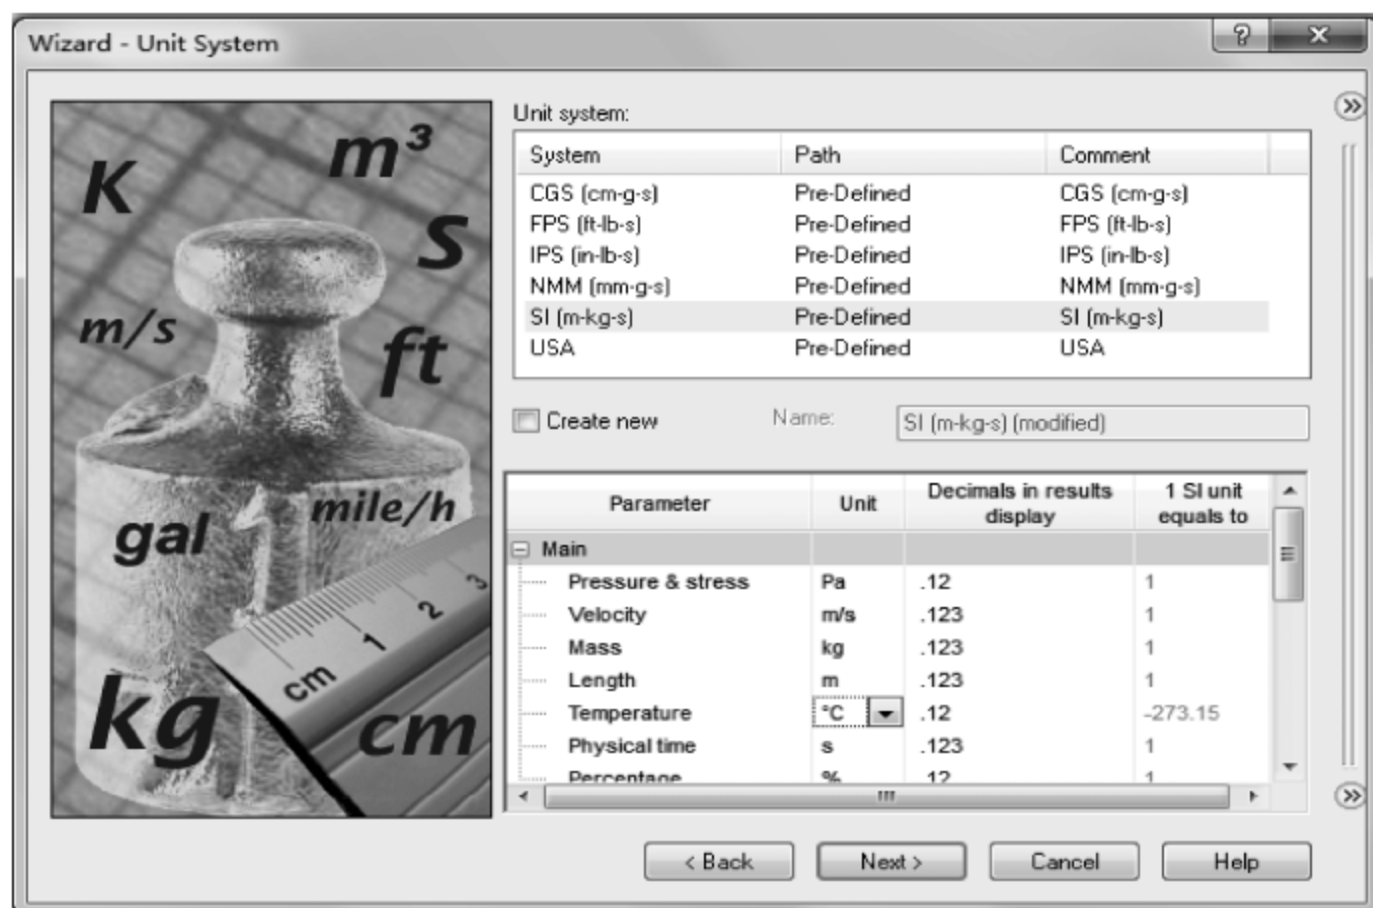 Wizard - Unit System
K
m³
s
m/s
ft
gal
mile/h
1
cm 1 2 3
kg
cm
Unit system:
System Path Comment
CGS (cm-g-s) Pre-Defined CGS (cm-g-s)
FPS (ft-lb-s) Pre-Defined FPS (ft-lb-s)
IPS (in-lb-s) Pre-Defined IPS (in-lb-s)
NMM (mm-g-s) Pre-Defined NMM (mm-g-s)
SI (m-kg-s) Pre-Defined SI (m-kg-s)
USA Pre-Defined USA
Create new Name: SI (m-kg-s) (modified)
Parameter Unit Decimals in results display 1 SI unit equals to
Main
Pressure & stress Pa .12 1
Velocity m/s .123 1
Mass kg .123 1
Length m .123 1
Temperature °C .12 -273.15
Physical time s .123 1
Percentage % .12 1
< Back Next > Cancel Help